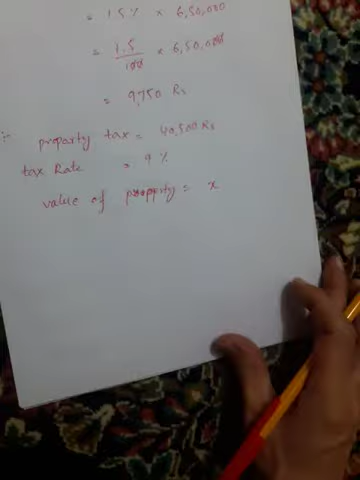 = 1.5% × 6,50,000
= 1.5/100 × 6,50,000
= 9,750 Rs
:- property tax = 40,500 Rs
tax Rate = 9 %
value of property = x